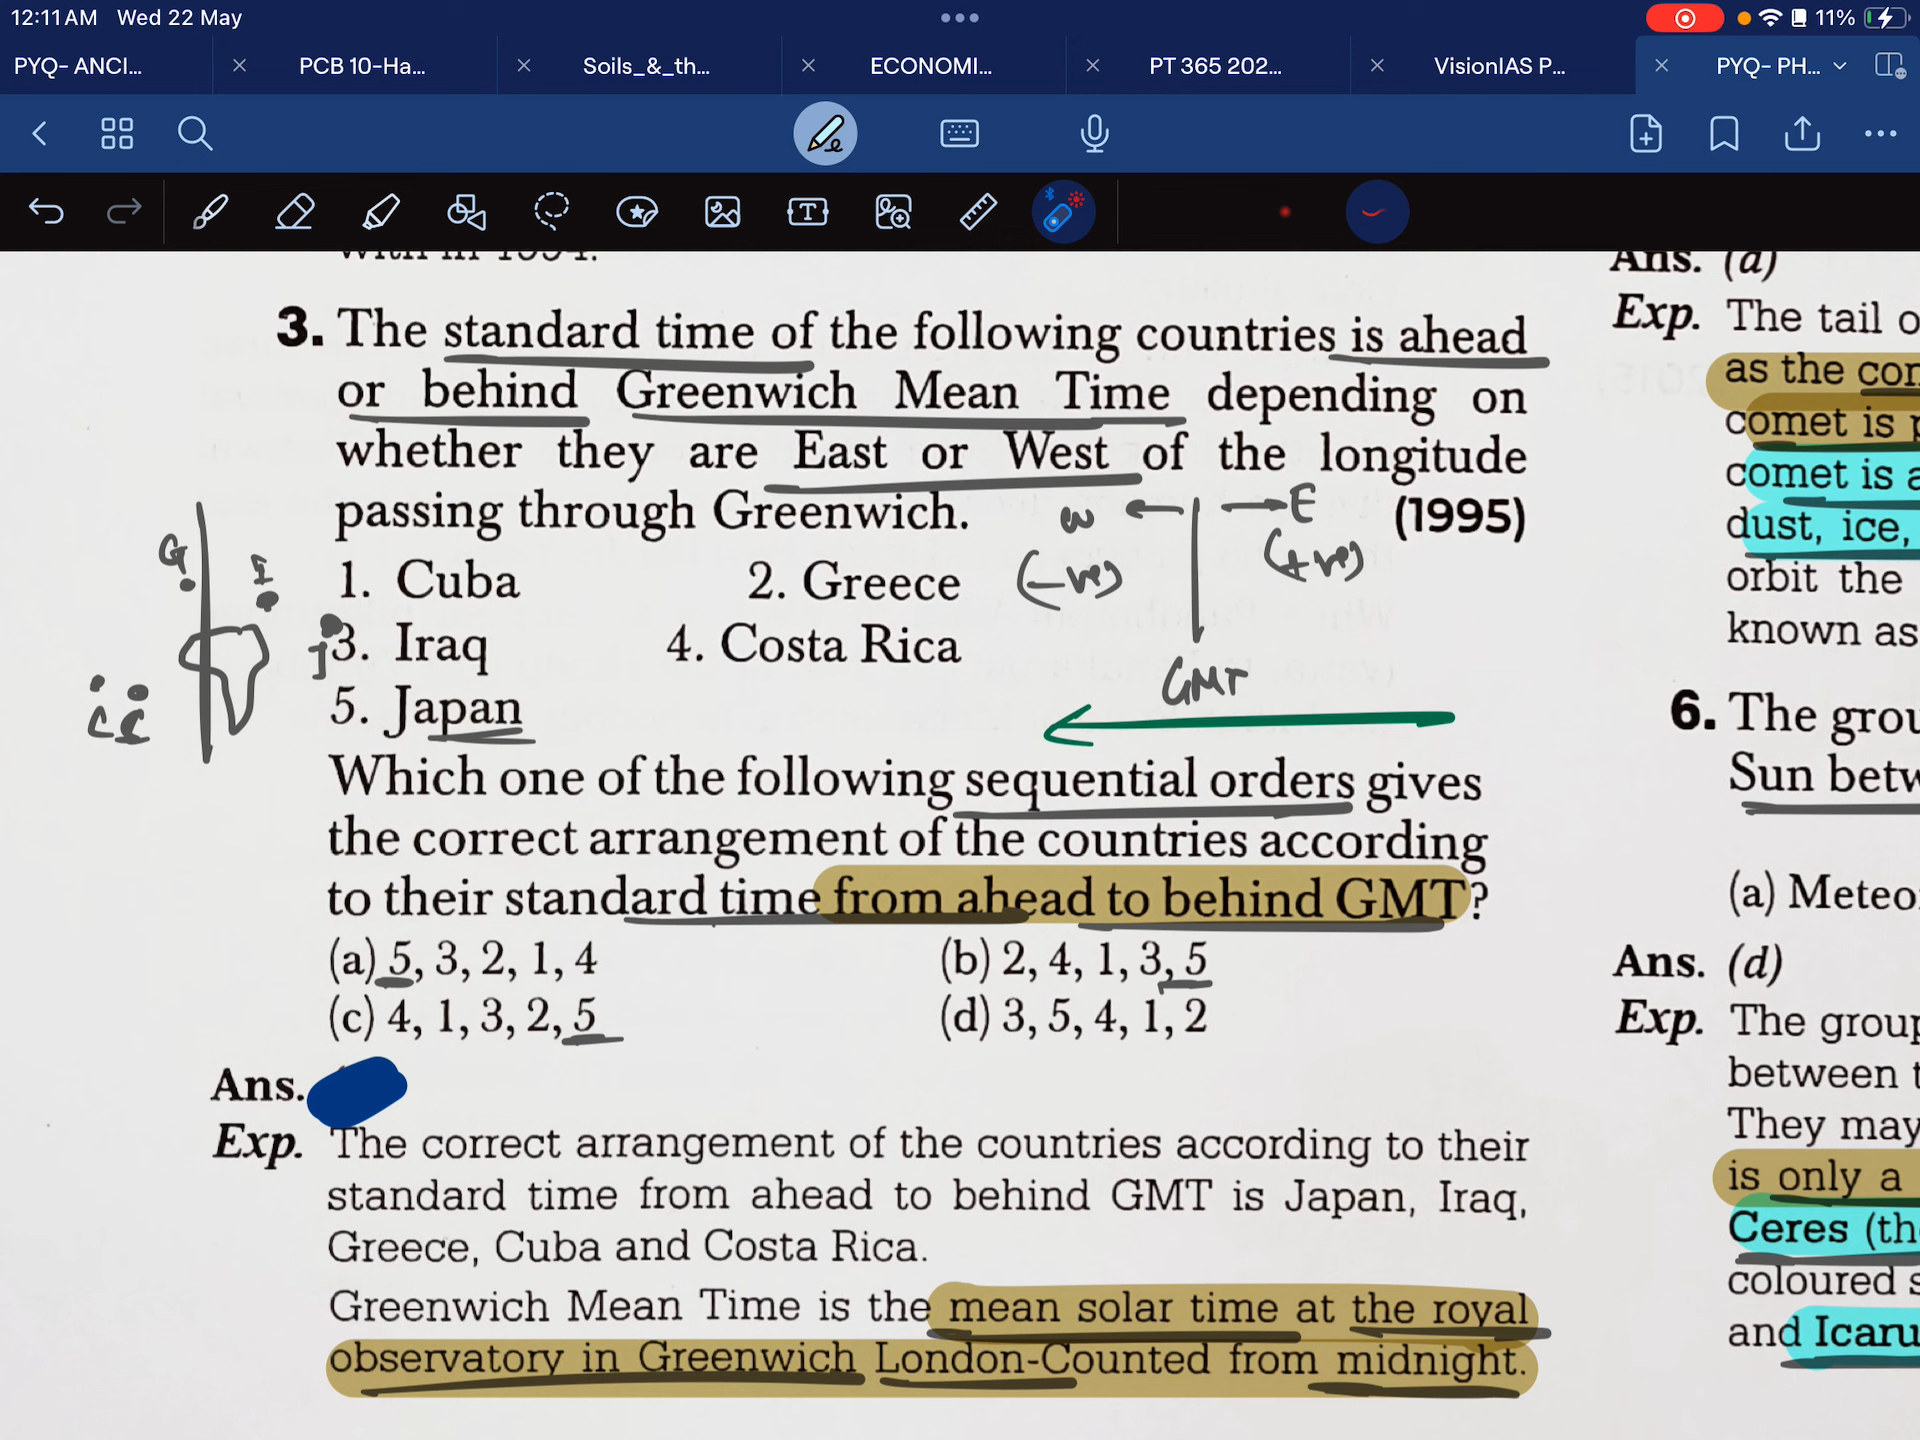 12:11 AM Wed 22 May
11%
PYQ- ANCI...
PCB 10-Ha...
Soils_&_th...
ECONOMI...
PT 365 202...
VisionIAS P...
PYQ- PH...
3. The standard time of the following countries is ahead
or behind Greenwich Mean Time depending on
whether they are East or West of the longitude
passing through Greenwich. (1995)
W E
(-ve) (+ve)
GMT
G
I
J
C C
1. Cuba 2. Greece
3. Iraq 4. Costa Rica
5. Japan
Which one of the following sequential orders gives
the correct arrangement of the countries according
to their standard time from ahead to behind GMT?
(a) 5, 3, 2, 1, 4 (b) 2, 4, 1, 3, 5
(c) 4, 1, 3, 2, 5 (d) 3, 5, 4, 1, 2
Ans.
Exp. The correct arrangement of the countries according to their
standard time from ahead to behind GMT is Japan, Iraq,
Greece, Cuba and Costa Rica.
Greenwich Mean Time is the mean solar time at the royal
observatory in Greenwich London-Counted from midnight.
Ans. (a)
Exp. The tail o
as the
comet is
comet is
dust, ice,
orbit the
known as
6. The
Sun
(a)
Ans. (d)
Exp. The
between
They may
is only a
Ceres
coloured
and